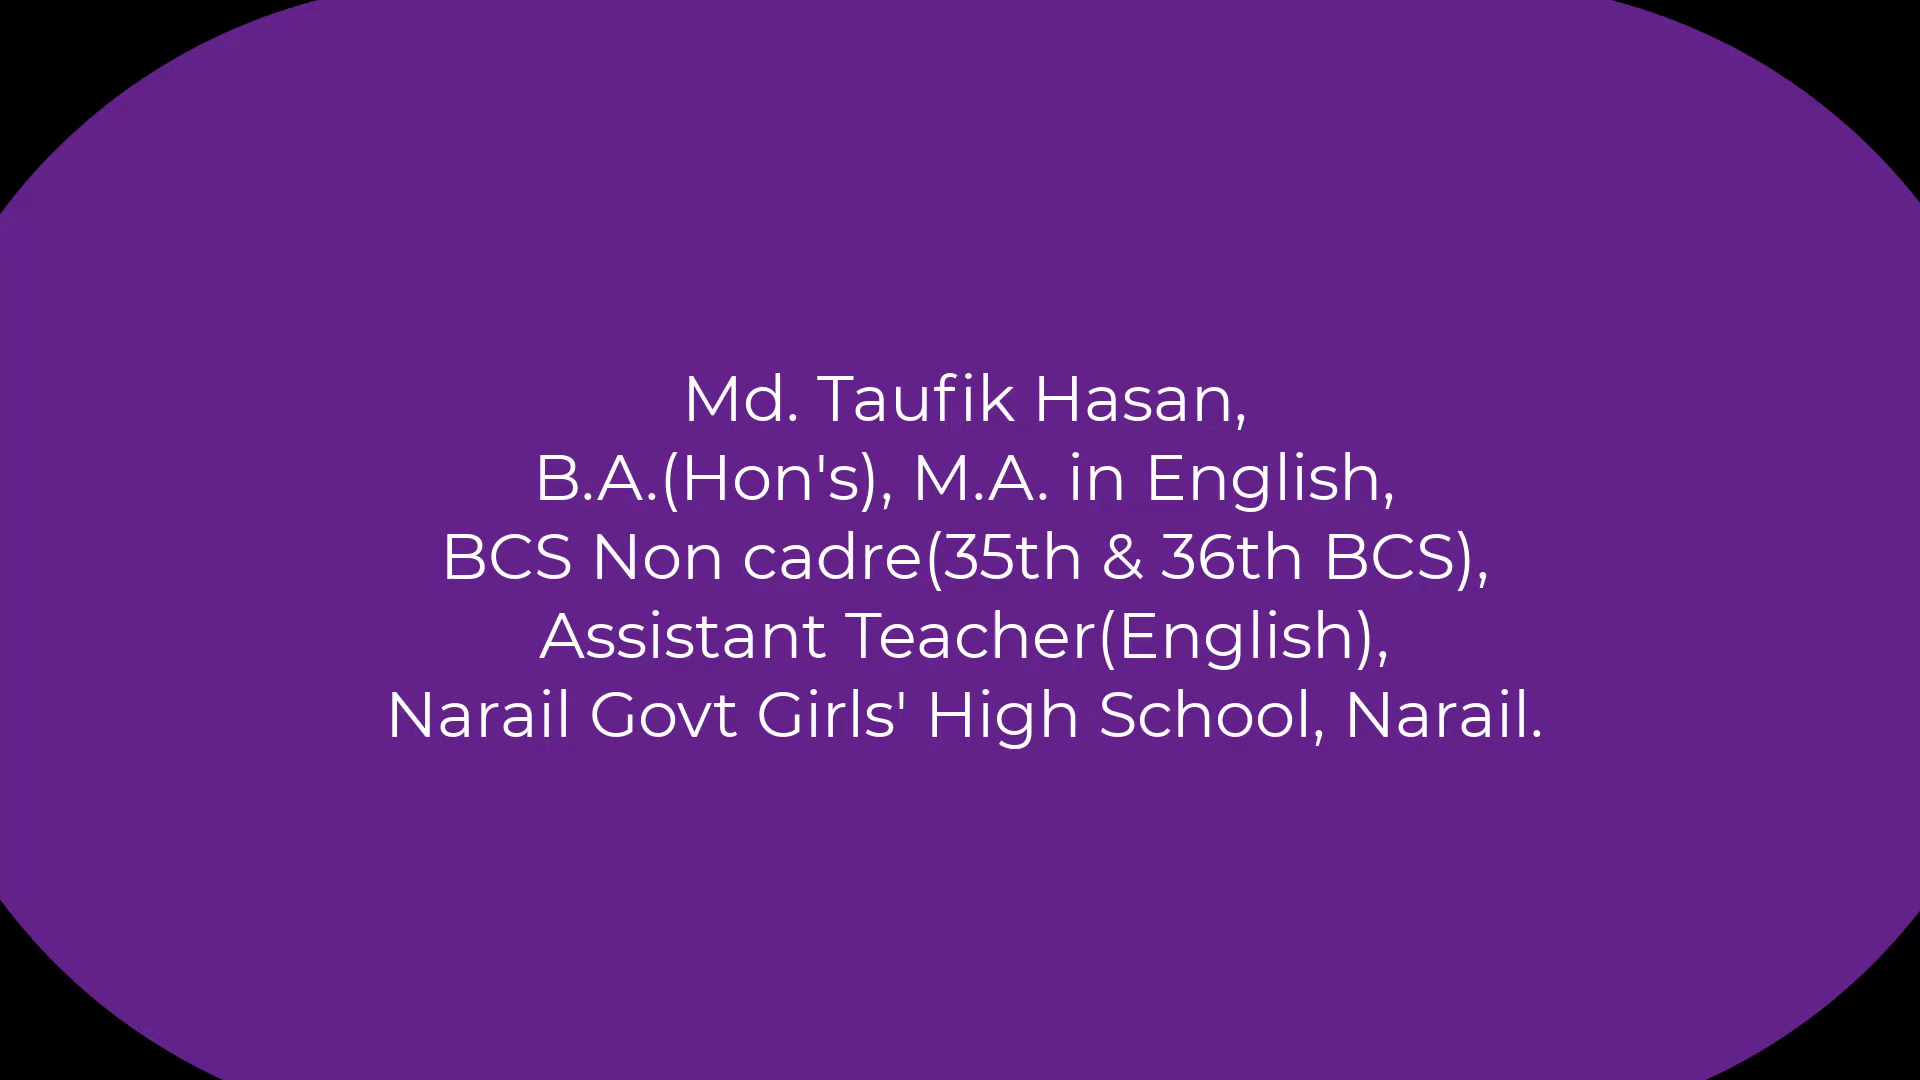 Md. Taufik Hasan,
B.A.(Hon's), M.A. in English,
BCS Non cadre(35th & 36th BCS),
Assistant Teacher(English),
Narail Govt Girls' High School, Narail.